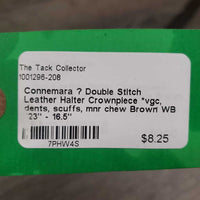 The Tack Collector
1001296-208
Connemara ? Double Stitch
Leather Halter Crownpiece *vgc,
dents, scuffs, mnr chew Brown WB
"23" - 16.5"
7PHW4S
$8.25